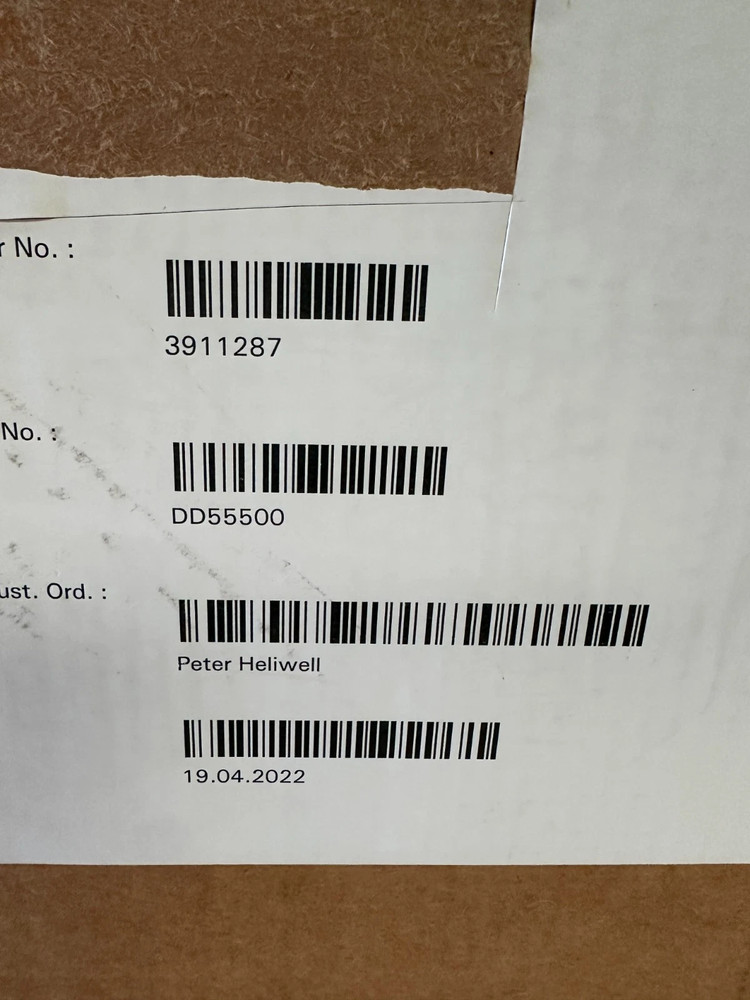 r No. :
3911287
No. :
DD55500
ust. Ord. :
Peter Heliwell
19.04.2022